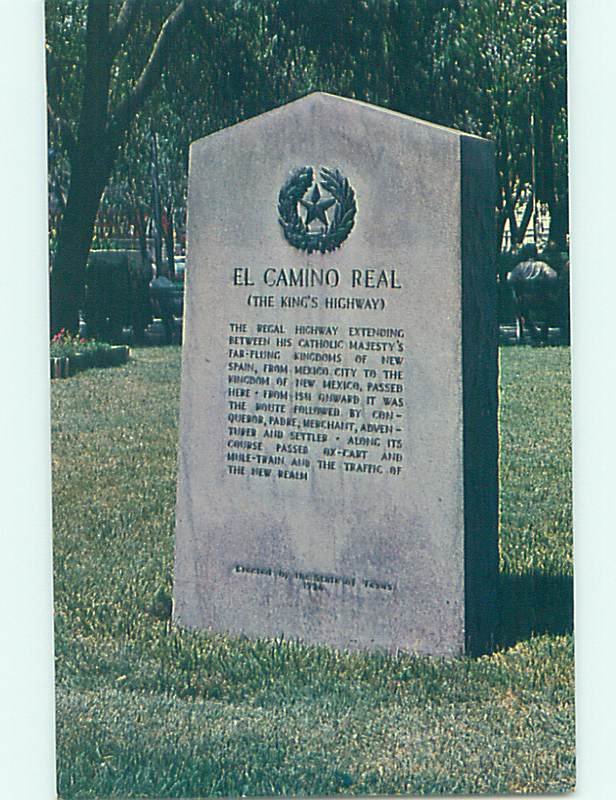 EL CAMINO REAL
(THE KING'S HIGHWAY)
THE REGAL HIGHWAY EXTENDING
BETWEEN HIS CATHOLIC MAJESTY'S
FAR-FLUNG KINGDOMS OF NEW
SPAIN, FROM MEXICO CITY TO THE
KINGDOM OF NEW MEXICO, PASSED
HERE • FROM 1581 ONWARD IT WAS
THE ROUTE FOLLOWED BY CON-
QUEROR, PADRE, MERCHANT, ADVEN-
TURER AND SETTLER • ALONG ITS
COURSE PASSED OX-CART AND
MULE-TRAIN AND THE TRAFFIC OF
THE NEW REALM
Erected by the State of Texas
1936